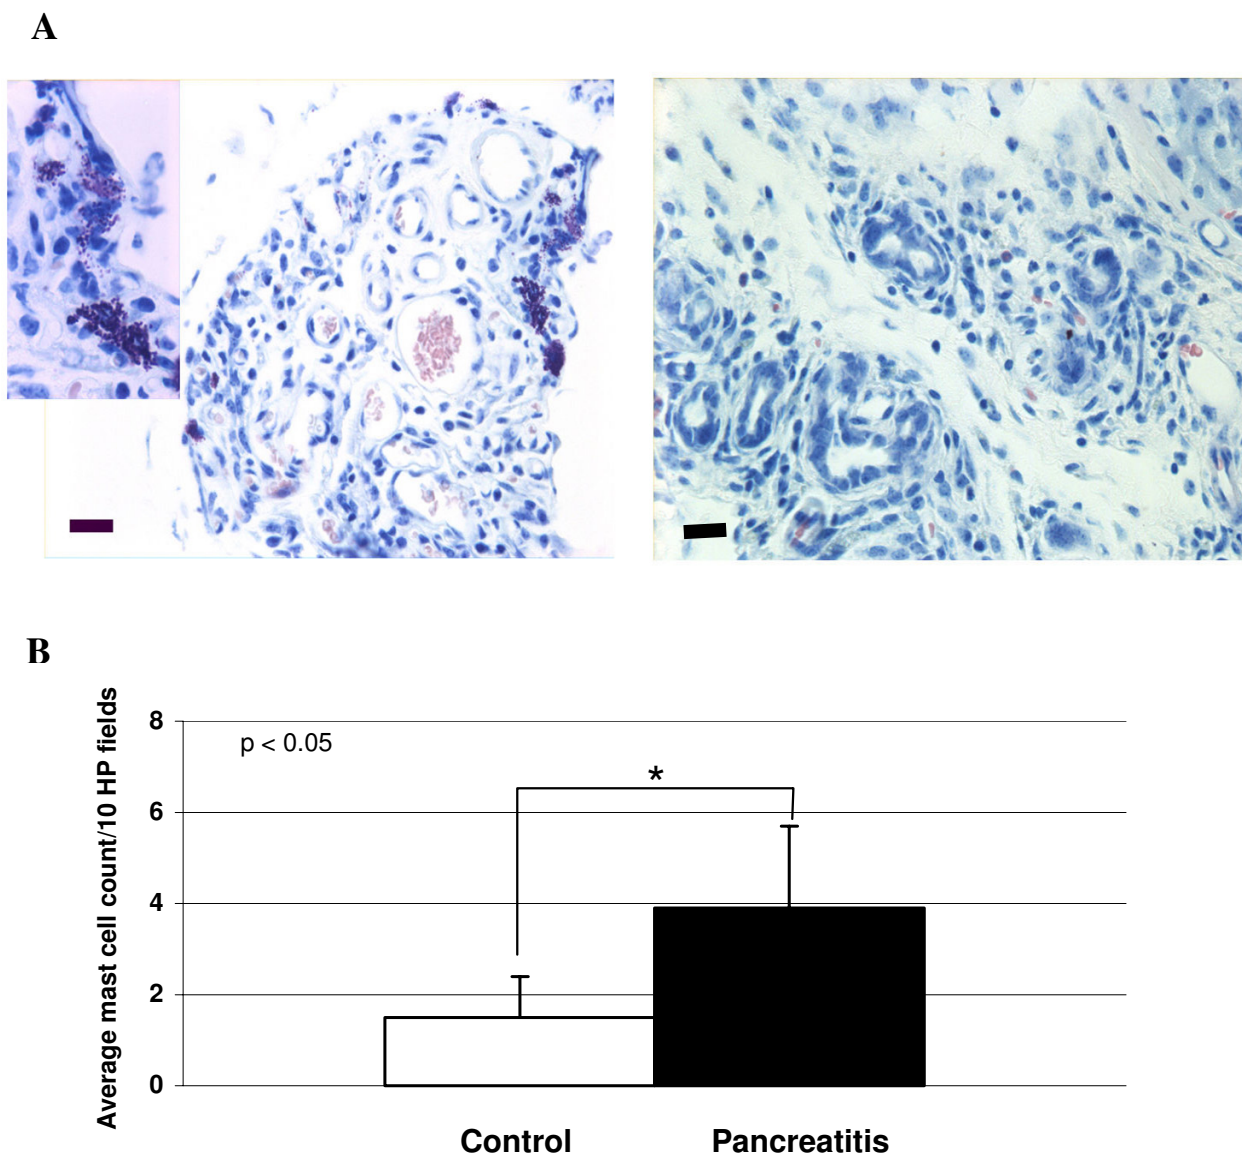 A
B
Average mast cell count/10 HP fields
8
6
4
2
0
p < 0.05
*
Control Pancreatitis